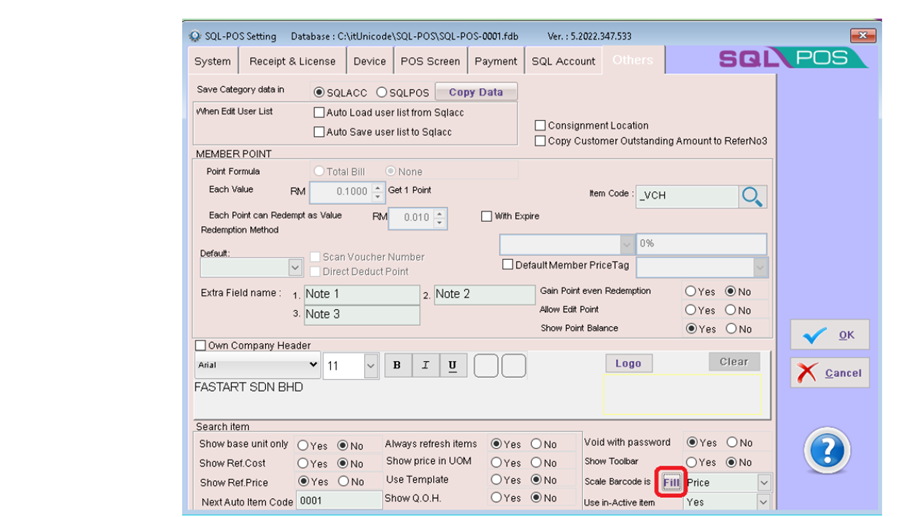 SQL-POS Setting Database : C:\itUnicode\SQL-POS\SQL-POS-0001.fdb Ver. : 5.2022.347.533
System Receipt & License Device POS Screen Payment SQL Account Others SQL POS
Save Category data in SQLACC SQLPOS Copy Data
When Edit User List Auto Load user list from Sqlacc
Auto Save user list to Sqlacc
Consignment Location
Copy Customer Outstanding Amount to ReferNo3
MEMBER POINT
Point Formula Total Bill None
Each Value RM 0.1000 Get 1 Point
Item Code : _VCH
Each Point can Redempt as Value RM 0.010 With Expire
Redemption Method
0%
Default: Scan Voucher Number
Direct Deduct Point
Default Member PriceTag
Extra Field name : 1. Note 1 2. Note 2
3. Note 3
Gain Point even Redemption Yes No
Allow Edit Point Yes No
Show Point Balance Yes No
OK
Cancel
Own Company Header
Arial 11 B I U Logo Clear
FASTART SDN BHD
?
Search item
Show base unit only Yes No Always refresh items Yes No Void with password Yes No
Show Ref.Cost Yes No Show price in UOM Yes No Show Toolbar Yes No
Show Ref.Price Yes No Use Template Yes No Scale Barcode is Fill Price
Next Auto Item Code 0001 Show Q.O.H. Yes No Use in-Active item Yes